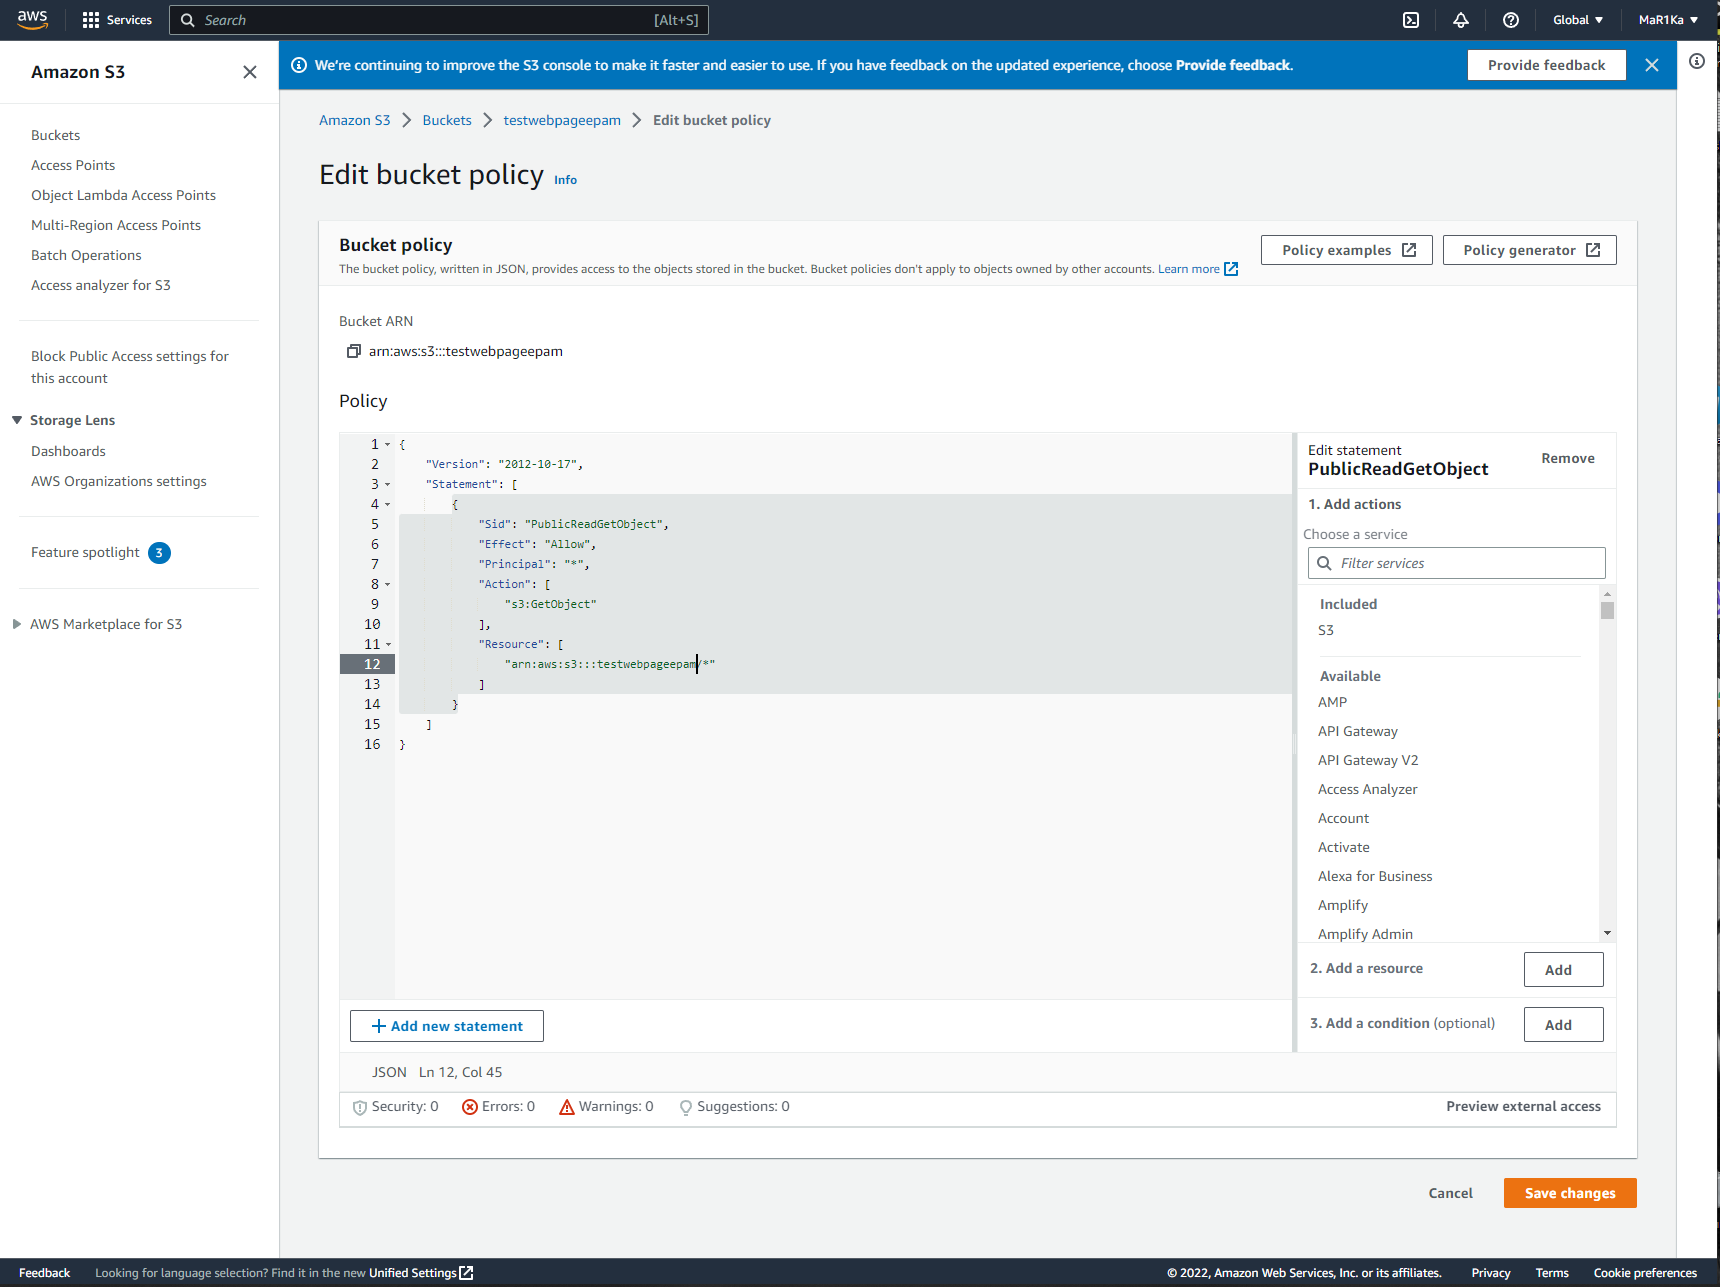 aws Services Search [Alt+S] Global MaR1Ka
Amazon S3
We're continuing to improve the S3 console to make it faster and easier to use. If you have feedback on the updated experience, choose Provide feedback. Provide feedback
Buckets
Access Points
Object Lambda Access Points
Multi-Region Access Points
Batch Operations
Access analyzer for S3
Block Public Access settings for
this account
Storage Lens
Dashboards
AWS Organizations settings
Feature spotlight 3
AWS Marketplace for S3
Amazon S3 Buckets testwebpageepam Edit bucket policy
Edit bucket policy Info
Bucket policy
The bucket policy, written in JSON, provides access to the objects stored in the bucket. Bucket policies don't apply to objects owned by other accounts. Learn more
Policy examples Policy generator
Bucket ARN
arn:aws:s3:::testwebpageepam
Policy
1 {
2 "Version": "2012-10-17",
3 "Statement": [
4 {
5 "Sid": "PublicReadGetObject",
6 "Effect": "Allow",
7 "Principal": "*",
8 "Action": [
9 "s3:GetObject"
10 ],
11 "Resource": [
12 "arn:aws:s3:::testwebpageepam/*"
13 ]
14 }
15 ]
16 }
Edit statement
PublicReadGetObject Remove
1. Add actions
Choose a service
Filter services
Included
S3
Available
AMP
API Gateway
API Gateway V2
Access Analyzer
Account
Activate
Alexa for Business
Amplify
Amplify Admin
2. Add a resource Add
3. Add a condition (optional) Add
Add new statement
JSON Ln 12, Col 45
Security: 0 Errors: 0 Warnings: 0 Suggestions: 0 Preview external access
Cancel Save changes
Feedback Looking for language selection? Find it in the new Unified Settings © 2022, Amazon Web Services, Inc. or its affiliates. Privacy Terms Cookie preferences